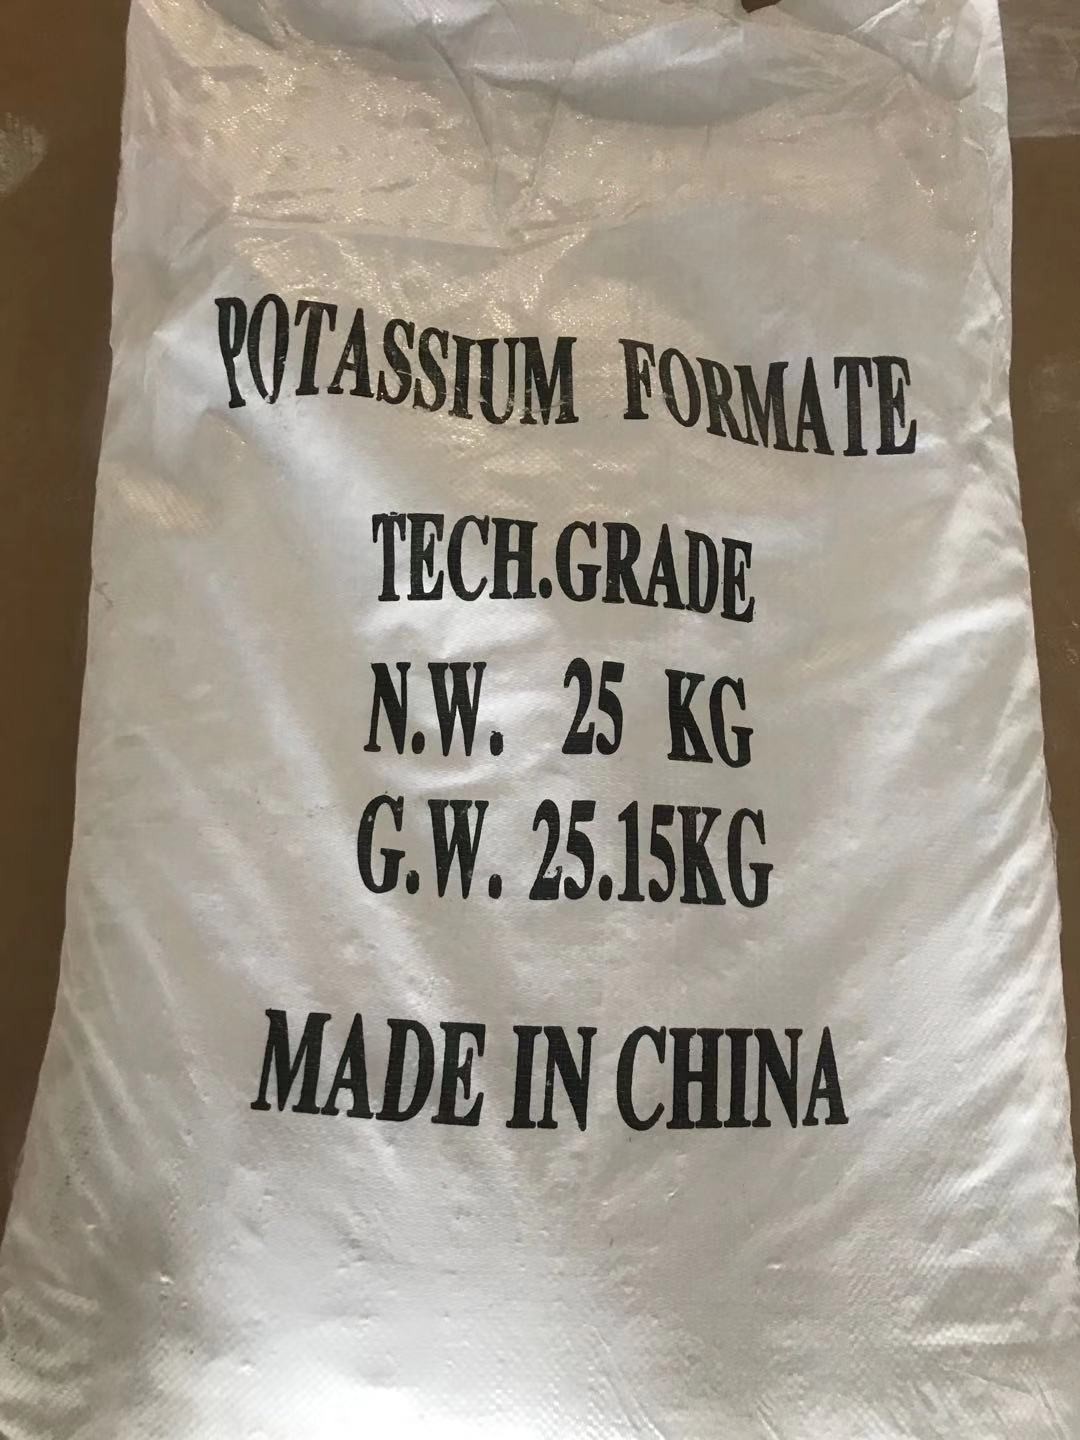 POTASSIUM FORMATE
TECH.GRADE
N.W. 25 KG
G.W. 25.15KG
MADE IN CHINA